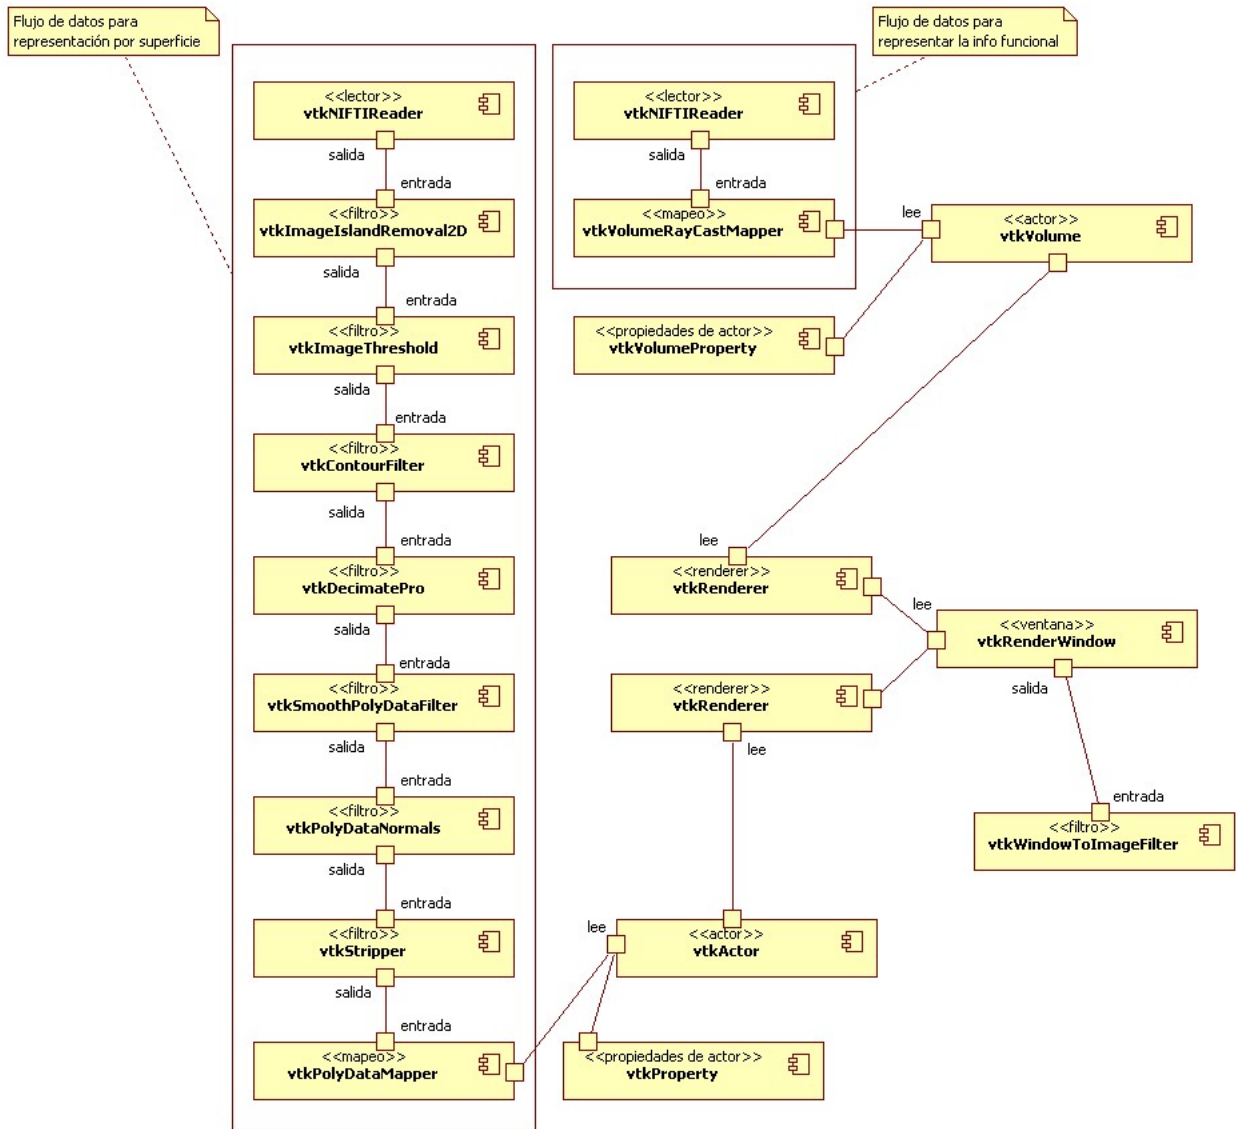 Flujo de datos para
representación por superficie
Flujo de datos para
representar la info funcional
<<lector>>
vtkNIFTIReader
salida
entrada
<<filtro>>
vtkImageIslandRemoval2D
salida
entrada
<<filtro>>
vtkImageThreshold
salida
entrada
<<filtro>>
vtkContourFilter
salida
entrada
<<filtro>>
vtkDecimatePro
salida
entrada
<<filtro>>
vtkSmoothPolyDataFilter
salida
entrada
<<filtro>>
vtkPolyDataNormals
salida
entrada
<<filtro>>
vtkStripper
salida
entrada
<<mapeo>>
vtkPolyDataMapper
<<lector>>
vtkNIFTIReader
salida
entrada
<<mapeo>>
vtkVolumeRayCastMapper
lee
<<actor>>
vtkVolume
<<propiedades de actor>>
vtkVolumeProperty
lee
<<renderer>>
vtkRenderer
lee
<<ventana>>
vtkRenderWindow
salida
<<renderer>>
vtkRenderer
lee
entrada
<<filtro>>
vtkWindowToImageFilter
lee
<<actor>>
vtkActor
<<propiedades de actor>>
vtkProperty